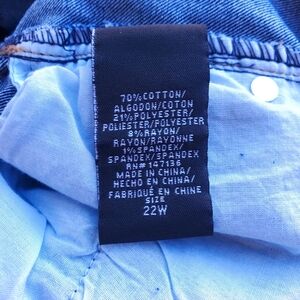 70%COTTON/
ALGODON/COTON
21%POLYESTER/
POLIESTER/POLYESTER
8%RAYON/
RAYON/RAYONNE
1%SPANDEX/
SPANDEX/SPANDEX
RN# 147136
MADE IN CHINA/
HECHO EN CHINA/
FABRIQUÉ EN CHINE
SIZE
22W